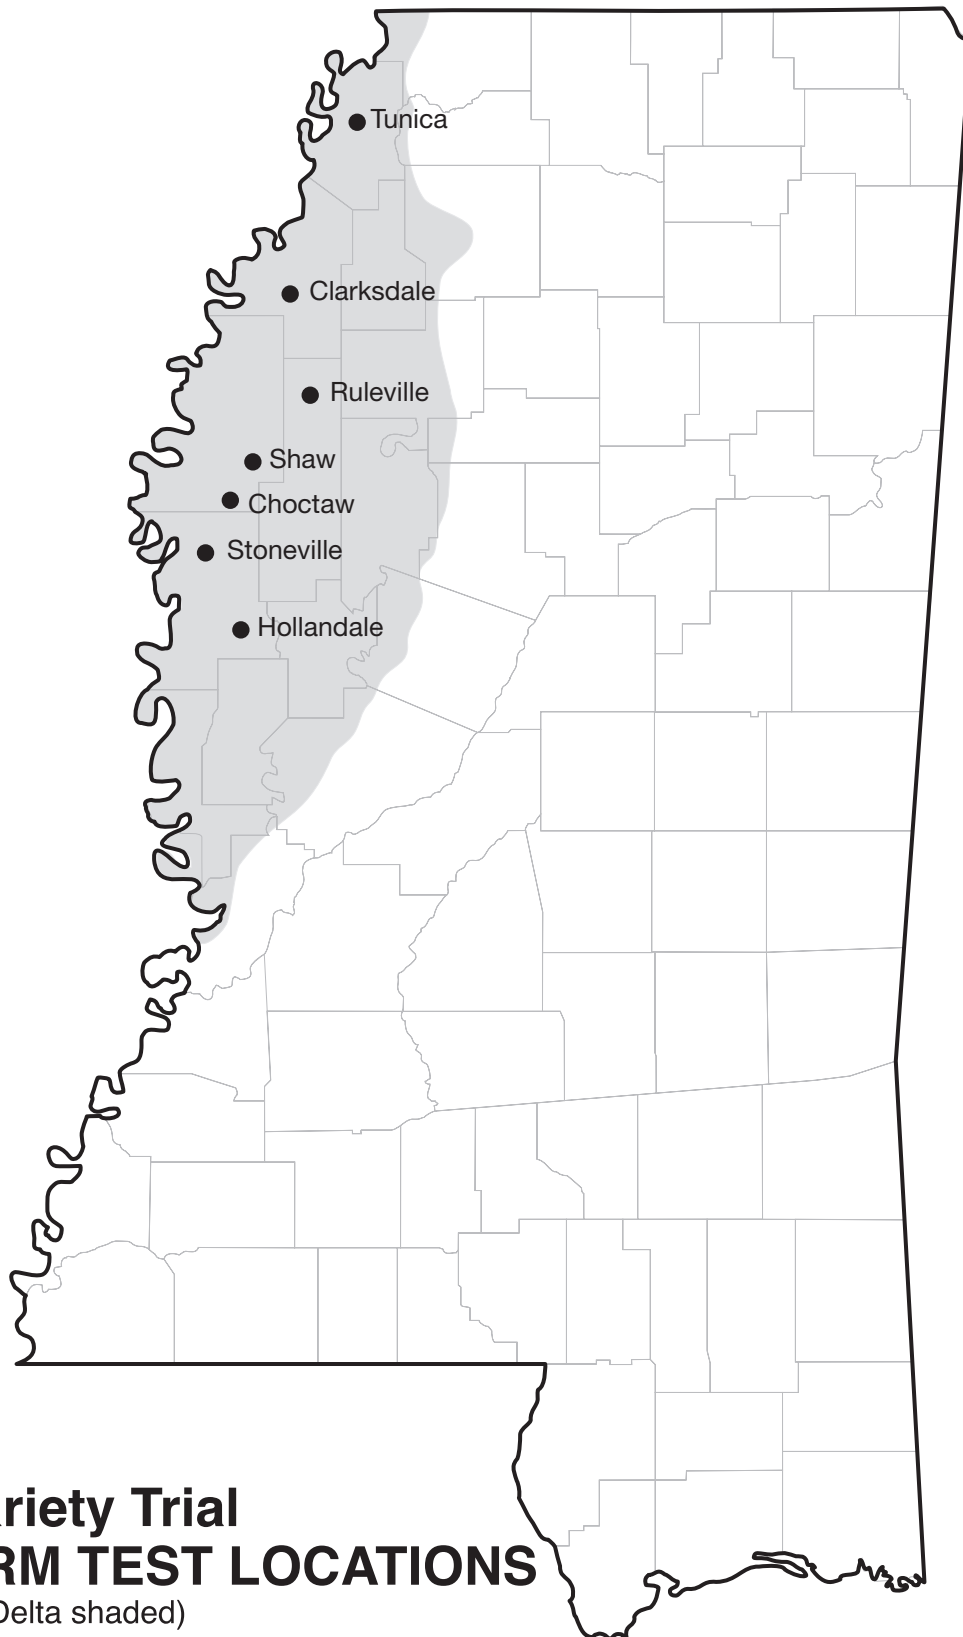 Tunica
Clarksdale
Ruleville
Shaw
Choctaw
Stoneville
Hollandale
riety Trial
RM TEST LOCATIONS
Delta shaded)